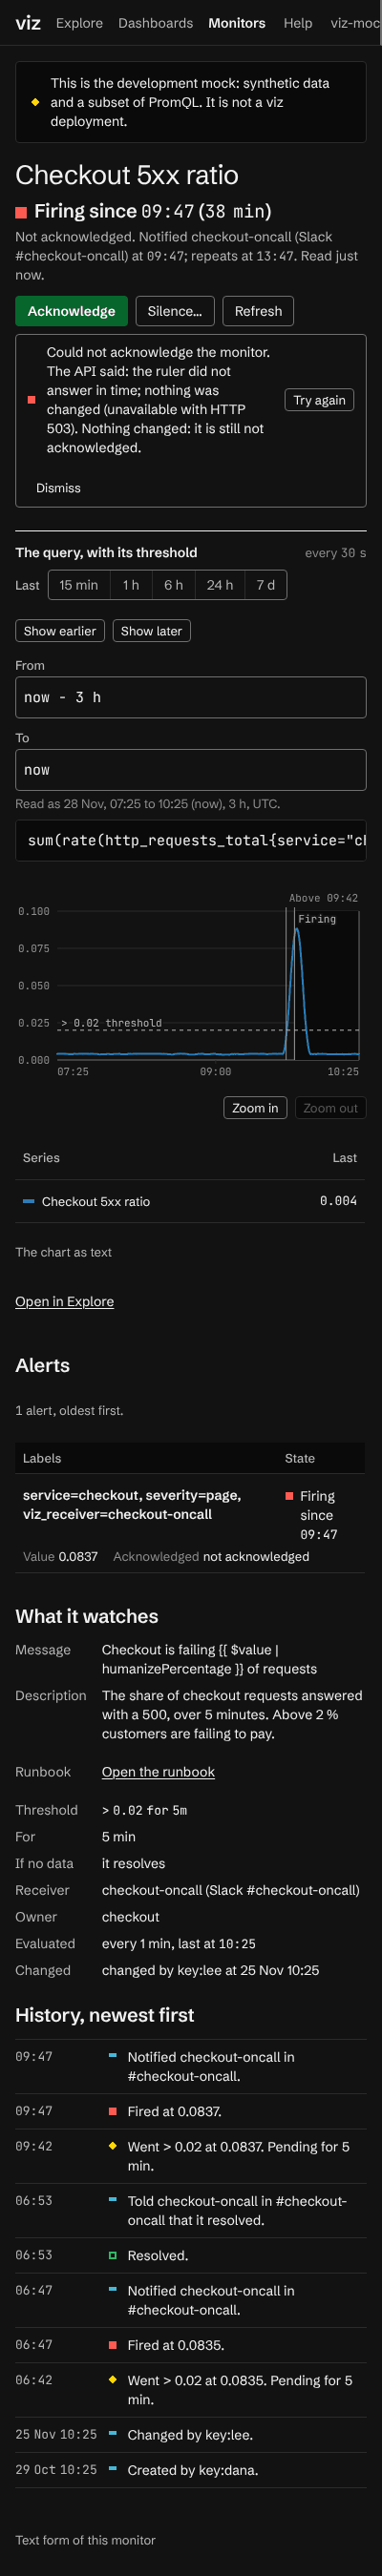 viz Explore Dashboards Monitors Help viz-moc
This is the development mock: synthetic data
and a subset of PromQL. It is not a viz
deployment.
Checkout 5xx ratio
Firing since 09:47 (38 min)
Not acknowledged. Notified checkout-oncall (Slack
#checkout-oncall) at 09:47; repeats at 13:47. Read just
now.
Acknowledge Silence... Refresh
Could not acknowledge the monitor.
The API said: the ruler did not
answer in time; nothing was
changed (unavailable with HTTP
503). Nothing changed: it is still not
acknowledged.
Try again
Dismiss
The query, with its threshold every 30 s
Last 15 min 1 h 6 h 24 h 7 d
Show earlier Show later
From
now - 3 h
To
now
Read as 28 Nov, 07:25 to 10:25 (now), 3 h, UTC.
sum(rate(http_requests_total{service="ch
Above 09:42
0.100
Firing
0.075
0.050
0.025
> 0.02 threshold
0.000
07:25 09:00 10:25
Zoom in Zoom out
Series Last
Checkout 5xx ratio 0.004
The chart as text
Open in Explore
Alerts
1 alert, oldest first.
Labels State
service=checkout, severity=page,
viz_receiver=checkout-oncall
Firing
since
09:47
Value 0.0837 Acknowledged not acknowledged
What it watches
Message Checkout is failing {{ $value |
humanizePercentage }} of requests
Description The share of checkout requests answered
with a 500, over 5 minutes. Above 2 %
customers are failing to pay.
Runbook Open the runbook
Threshold > 0.02 for 5m
For 5 min
If no data it resolves
Receiver checkout-oncall (Slack #checkout-oncall)
Owner checkout
Evaluated every 1 min, last at 10:25
Changed changed by key:lee at 25 Nov 10:25
History, newest first
09:47 Notified checkout-oncall in
#checkout-oncall.
09:47 Fired at 0.0837.
09:42 Went > 0.02 at 0.0837. Pending for 5
min.
06:53 Told checkout-oncall in #checkout-
oncall that it resolved.
06:53 Resolved.
06:47 Notified checkout-oncall in
#checkout-oncall.
06:47 Fired at 0.0835.
06:42 Went > 0.02 at 0.0835. Pending for 5
min.
25 Nov 10:25 Changed by key:lee.
29 Oct 10:25 Created by key:dana.
Text form of this monitor